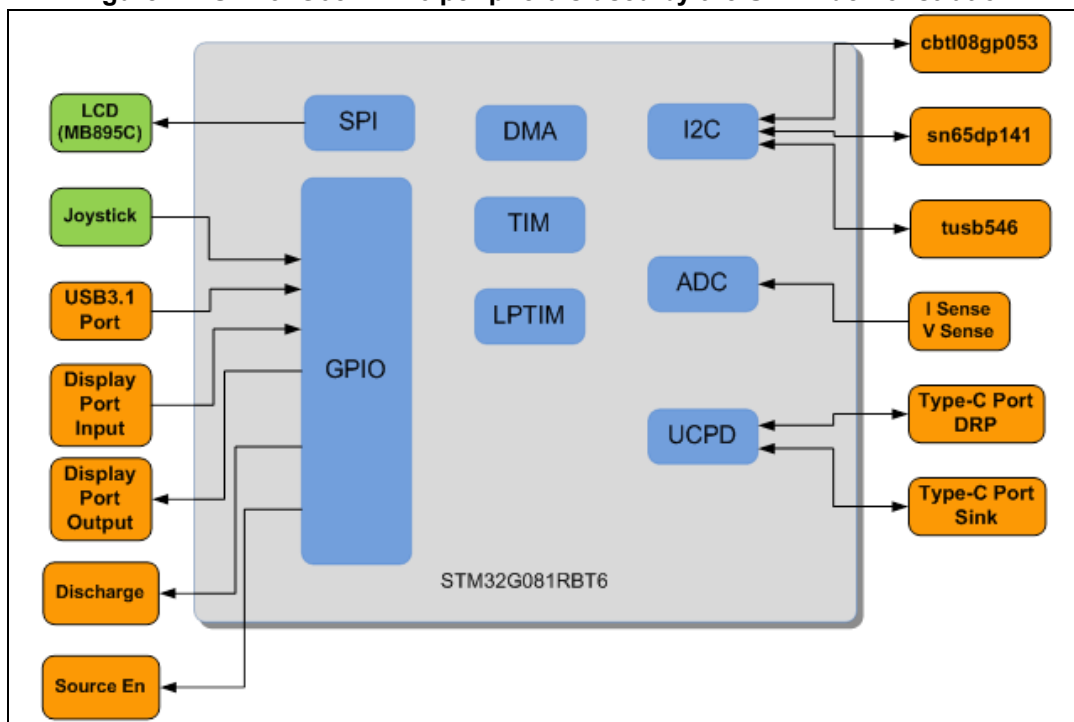 LCD
(MB895C)
Joystick
USB3.1
Port
Display
Port
Input
Display
Port
Output
Discharge
Source En
SPI
GPIO
DMA
TIM
LPTIM
I2C
ADC
UCPD
STM32G081RBT6
cbtl08gp053
sn65dp141
tusb546
I Sense
V Sense
Type-C Port
DRP
Type-C Port
Sink